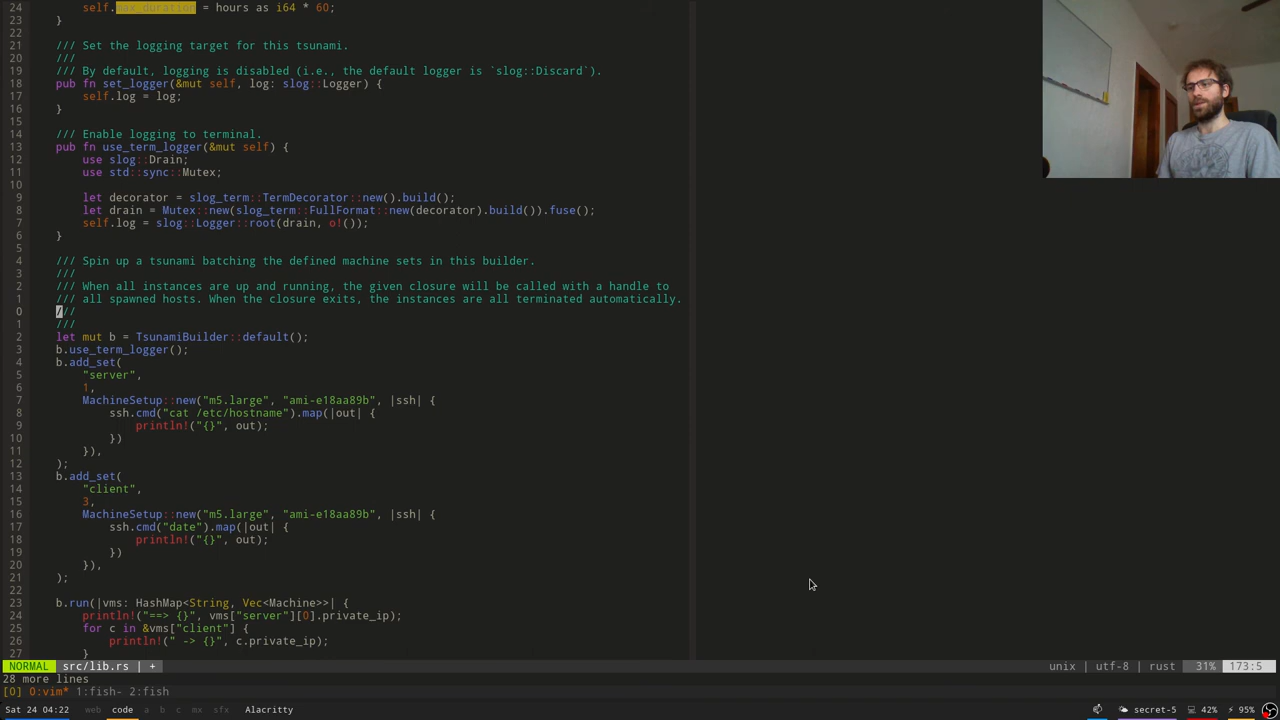 24 self.max_duration = hours as i64 * 60;
23 }
22
21 /// Set the logging target for this tsunami.
20 ///
19 /// By default, logging is disabled (i.e., the default logger is `slog::Discard`).
18 pub fn set_logger(&mut self, log: slog::Logger) {
17 self.log = log;
16 }
15
14 /// Enable logging to terminal.
13 pub fn use_term_logger(&mut self) {
12 use slog::Drain;
11 use std::sync::Mutex;
10
9 let decorator = slog_term::TermDecorator::new().build();
8 let drain = Mutex::new(slog_term::FullFormat::new(decorator).build()).fuse();
7 self.log = slog::Logger::root(drain, o!());
6 }
5
4 /// Spin up a tsunami batching the defined machine sets in this builder.
3 ///
2 /// When all instances are up and running, the given closure will be called with a handle to
1 /// all spawned hosts. When the closure exits, the instances are all terminated automatically.
0 ///
1 ///
2 let mut b = TsunamiBuilder::default();
3 b.use_term_logger();
4 b.add_set(
5 "server",
6 1,
7 MachineSetup::new("m5.large", "ami-e18aa89b", |ssh| {
8 ssh.cmd("cat /etc/hostname").map(|out| {
9 println!("{}", out);
10 })
11 }),
12 );
13 b.add_set(
14 "client",
15 3,
16 MachineSetup::new("m5.large", "ami-e18aa89b", |ssh| {
17 ssh.cmd("date").map(|out| {
18 println!("{}", out);
19 })
20 }),
21 );
22
23 b.run(|vms: HashMap<String, Vec<Machine>>| {
24 println!("==> {}", vms["server"][0].private_ip);
25 for c in &vms["client"] {
26 println!(" -> {}", c.private_ip);
27 }
NORMAL src/lib.rs | + unix | utf-8 | rust 31% 173:5
28 more lines
[0] 0:vim* 1:fish- 2:fish
Sat 24 04:22 web code a b c mx sfx Alacritty secret-5 42% 95%